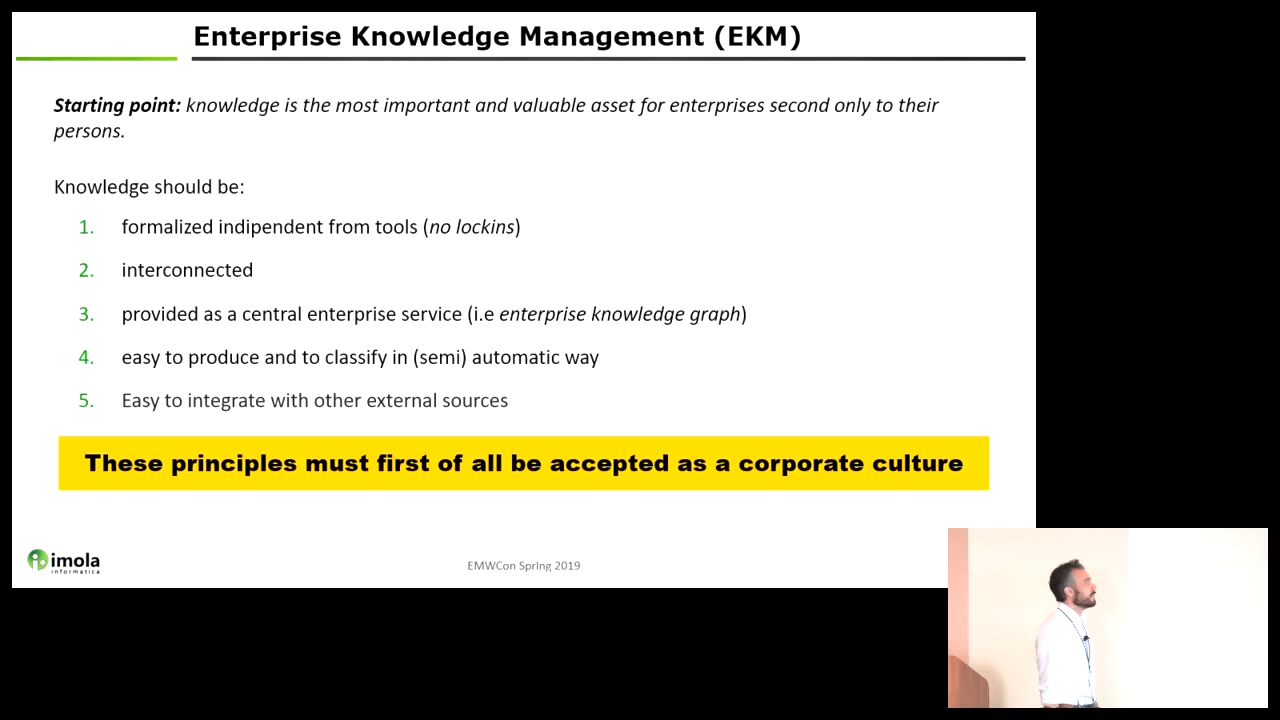 Enterprise Knowledge Management (EKM)
Starting point: knowledge is the most important and valuable asset for enterprises second only to their
persons.
Knowledge should be:
1. formalized indipendent from tools (no lockins)
2. interconnected
3. provided as a central enterprise service (i.e enterprise knowledge graph)
4. easy to produce and to classify in (semi) automatic way
5. Easy to integrate with other external sources
These principles must first of all be accepted as a corporate culture
imola
informatica
EMWCon Spring 2019